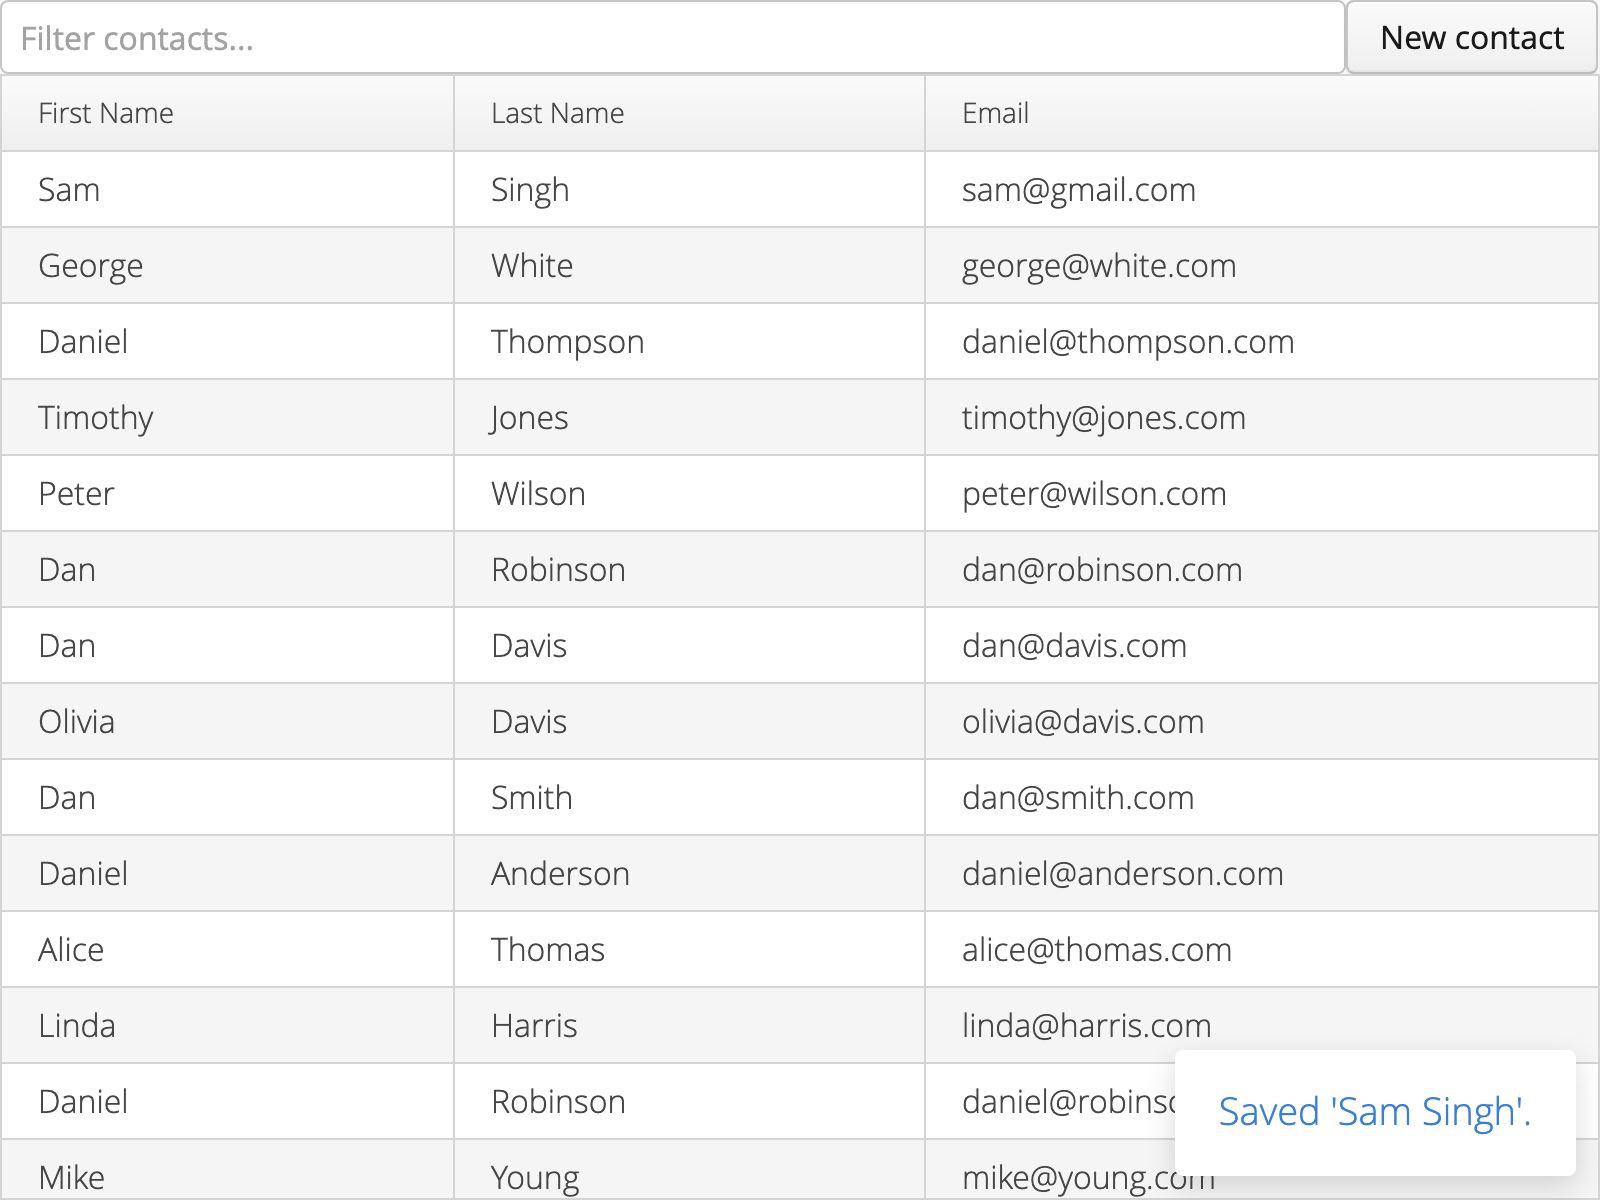 Filter contacts... New contact
First Name Last Name Email
Sam Singh sam@gmail.com
George White george@white.com
Daniel Thompson daniel@thompson.com
Timothy Jones timothy@jones.com
Peter Wilson peter@wilson.com
Dan Robinson dan@robinson.com
Dan Davis dan@davis.com
Olivia Davis olivia@davis.com
Dan Smith dan@smith.com
Daniel Anderson daniel@anderson.com
Alice Thomas alice@thomas.com
Linda Harris linda@harris.com
Daniel Robinson
Saved 'Sam Singh'.
Mike Young mike@young.com